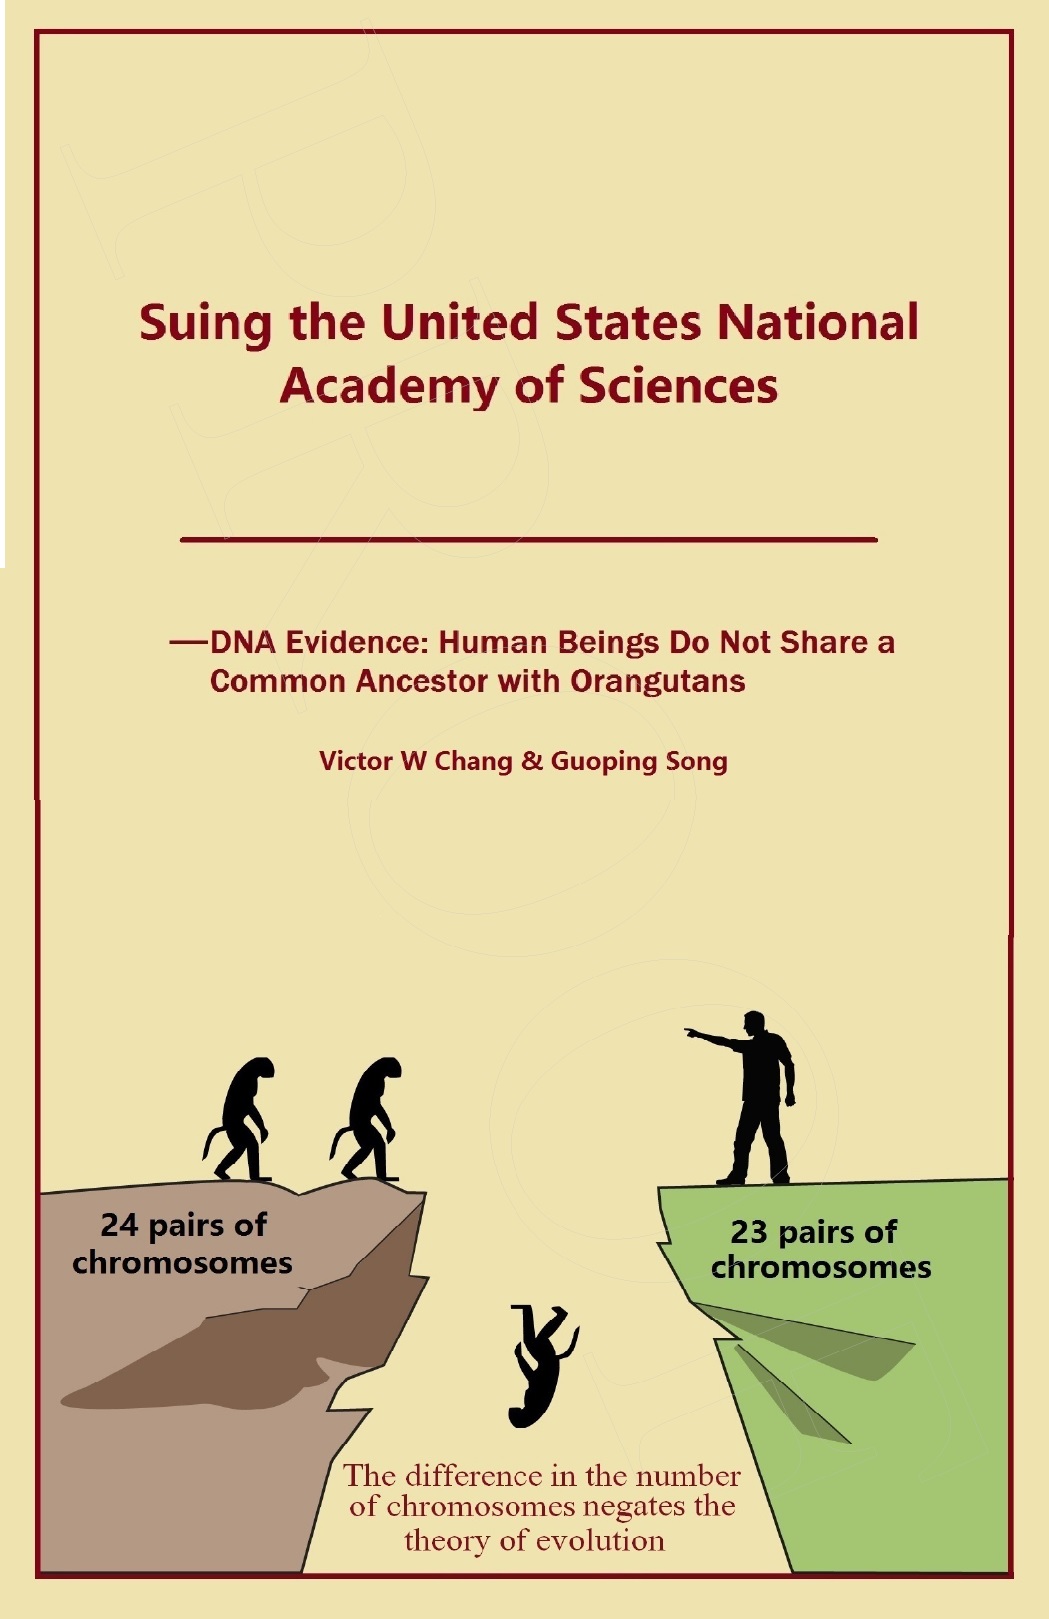 Suing the United States National
Academy of Sciences
—DNA Evidence: Human Beings Do Not Share a
Common Ancestor with Orangutans
Victor W Chang & Guoping Song
24 pairs of
chromosomes
23 pairs of
chromosomes
The difference in the number
of chromosomes negates the
theory of evolution
Proof